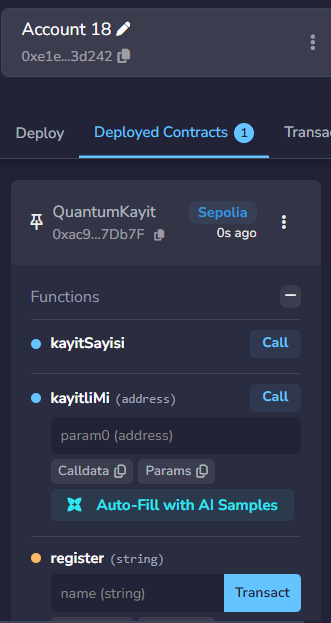 Account 18
0xe1e...3d242
Deploy Deployed Contracts 1 Transac
QuantumKayit Sepolia
0xac9...7Db7F 0s ago
Functions
kayitSayisi Call
kayitliMi (address) Call
param0 (address)
Calldata Params
Auto-Fill with AI Samples
register (string)
name (string) Transact